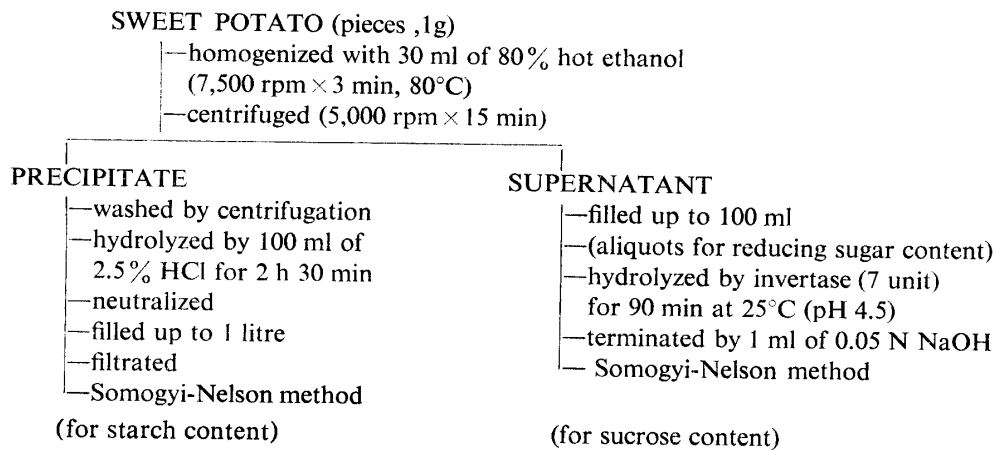 SWEET POTATO (pieces ,1g)
—homogenized with 30 ml of 80% hot ethanol
(7,500 rpm × 3 min, 80°C)
—centrifuged (5,000 rpm × 15 min)
PRECIPITATE
—washed by centrifugation
—hydrolyzed by 100 ml of
2.5% HCl for 2 h 30 min
—neutralized
—filled up to 1 litre
—filtrated
—Somogyi-Nelson method
(for starch content)
SUPERNATANT
—filled up to 100 ml
—(aliquots for reducing sugar content)
—hydrolyzed by invertase (7 unit)
for 90 min at 25°C (pH 4.5)
—terminated by 1 ml of 0.05 N NaOH
— Somogyi-Nelson method
(for sucrose content)